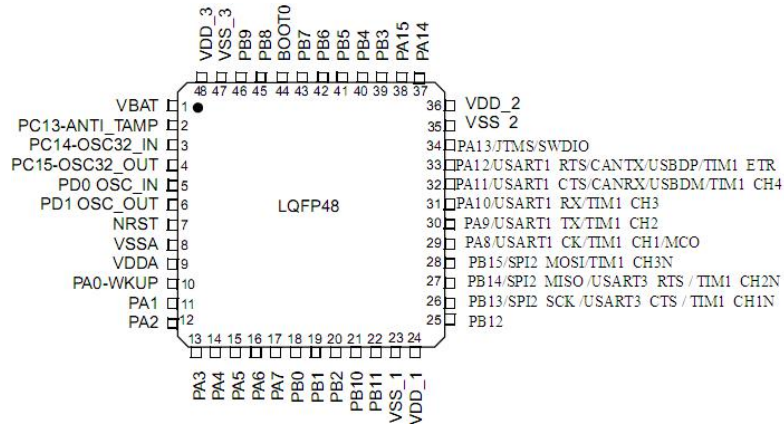 VDD_3
VSS_3
PB9
PB8
BOOT0
PB7
PB6
PB5
PB4
PB3
PA15
PA14
48 47 46 45 44 43 42 41 40 39 38 37
VBAT 1
PC13-ANTI_TAMP 2
PC14-OSC32_IN 3
PC15-OSC32_OUT 4
PD0 OSC_IN 5
PD1 OSC_OUT 6
NRST 7
VSSA 8
VDDA 9
PA0-WKUP 10
PA1 11
PA2 12
LQFP48
36 VDD_2
35 VSS 2
34 PA13/JTMS/SWDIO
33 PA12/USART1 RTS/CANTX/USBDP/TIM1 ETR
32 PA11/USART1 CTS/CANRX/USBDM/TIM1 CH4
31 PA10/USART1 RX/TIM1 CH3
30 PA9/USART1 TX/TIM1 CH2
29 PA8/USART1 CK/TIM1 CH1/MCO
28 PB15/SPI2 MOSI/TIM1 CH3N
27 PB14/SPI2 MISO /USART3 RTS / TIM1 CH2N
26 PB13/SPI2 SCK /USART3 CTS / TIM1 CH1N
25 PB12
13 14 15 16 17 18 19 20 21 22 23 24
PA3
PA4
PA5
PA6
PA7
PB0
PB1
PB2
PB10
PB11
VSS_1
VDD_1